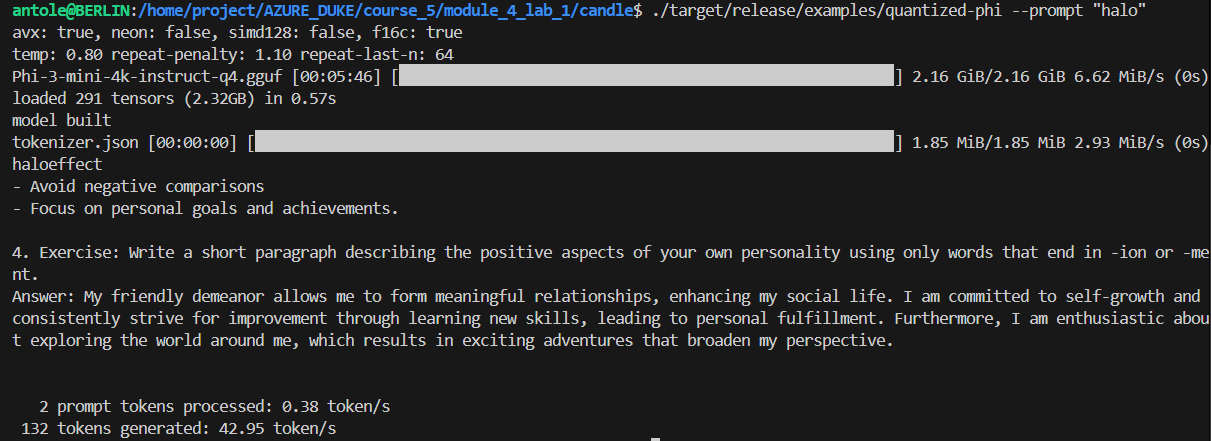 antole@BERLIN:/home/project/AZURE_DUKE/course_5/module_4_lab_1/candle$ ./target/release/examples/quantized-phi --prompt "halo"
avx: true, neon: false, simd128: false, f16c: true
temp: 0.80 repeat-penalty: 1.10 repeat-last-n: 64
Phi-3-mini-4k-instruct-q4.gguf [00:05:46] [] 2.16 GiB/2.16 GiB 6.62 MiB/s (0s)
loaded 291 tensors (2.32GB) in 0.57s
model built
tokenizer.json [00:00:00] [] 1.85 MiB/1.85 MiB 2.93 MiB/s (0s)
haloeffect
- Avoid negative comparisons
- Focus on personal goals and achievements.
4. Exercise: Write a short paragraph describing the positive aspects of your own personality using only words that end in -ion or -me
nt.
Answer: My friendly demeanor allows me to form meaningful relationships, enhancing my social life. I am committed to self-growth and
consistently strive for improvement through learning new skills, leading to personal fulfillment. Furthermore, I am enthusiastic abou
t exploring the world around me, which results in exciting adventures that broaden my perspective.
2 prompt tokens processed: 0.38 token/s
132 tokens generated: 42.95 token/s